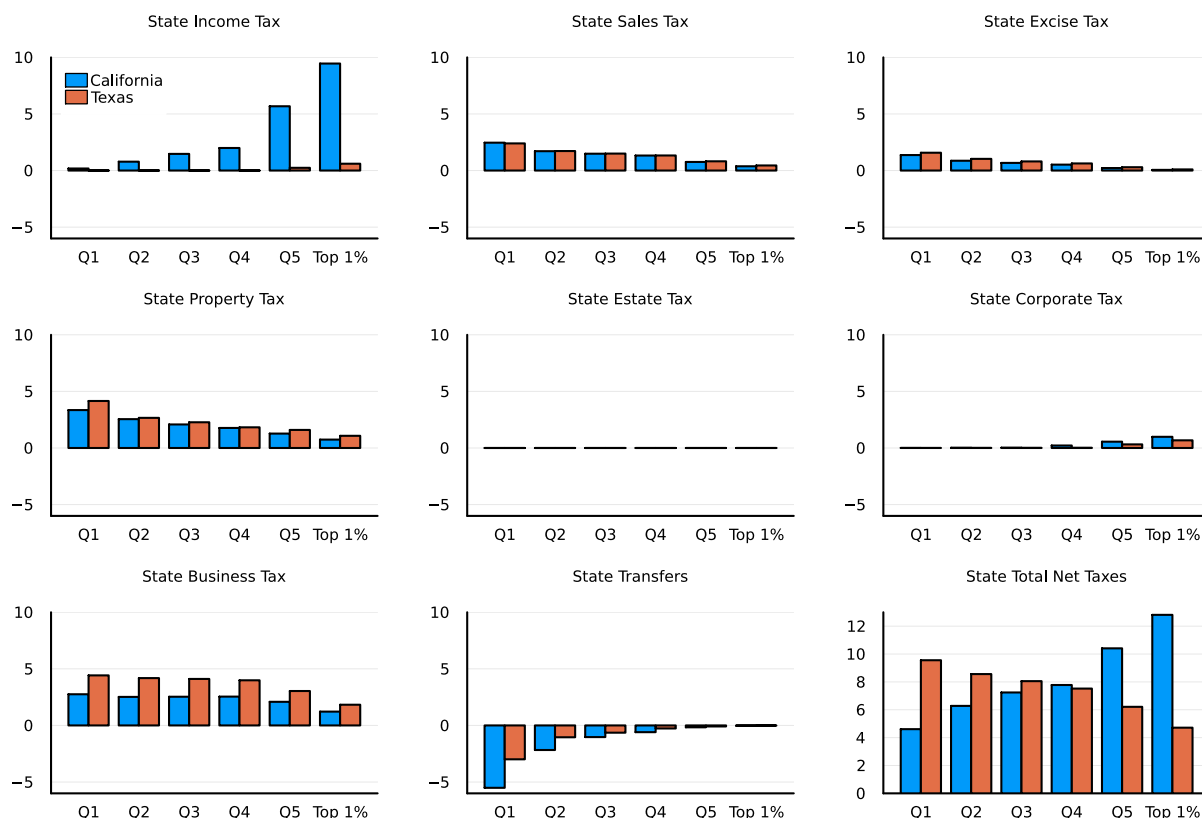 State Income Tax
10
5
0
−5
California
Texas
Q1 Q2 Q3 Q4 Q5 Top 1%
State Sales Tax
10
5
0
−5
Q1 Q2 Q3 Q4 Q5 Top 1%
State Excise Tax
10
5
0
−5
Q1 Q2 Q3 Q4 Q5 Top 1%
State Property Tax
10
5
0
−5
Q1 Q2 Q3 Q4 Q5 Top 1%
State Estate Tax
10
5
0
−5
Q1 Q2 Q3 Q4 Q5 Top 1%
State Corporate Tax
10
5
0
−5
Q1 Q2 Q3 Q4 Q5 Top 1%
State Business Tax
10
5
0
−5
Q1 Q2 Q3 Q4 Q5 Top 1%
State Transfers
10
5
0
−5
Q1 Q2 Q3 Q4 Q5 Top 1%
State Total Net Taxes
12
10
8
6
4
2
0
Q1 Q2 Q3 Q4 Q5 Top 1%